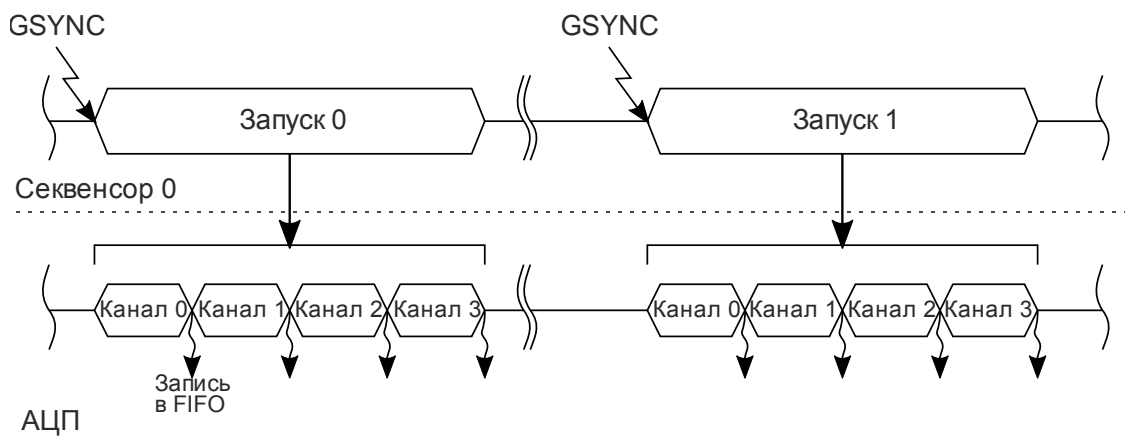 GSYNC GSYNC
Запуск 0 Запуск 1
Секвенсор 0
Канал 0 Канал 1 Канал 2 Канал 3 Канал 0 Канал 1 Канал 2 Канал 3
Запись
в FIFO
АЦП